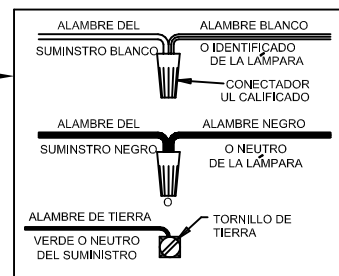 ALAMBRE DEL ALAMBRE BLANCO
SUMINSTRO BLANCO O IDENTIFICADO
DE LA LÁMPARA
CONECTADOR
UL CALIFICADO
ALAMBRE DEL ALAMBRE NEGRO
SUMINSTRO NEGRO O NEUTRO
DE LA LÁMPARA
O
ALAMBRE DE TIERRA TORNILLO DE
TIERRA
VERDE O NEUTRO
DEL SUMINISTRO